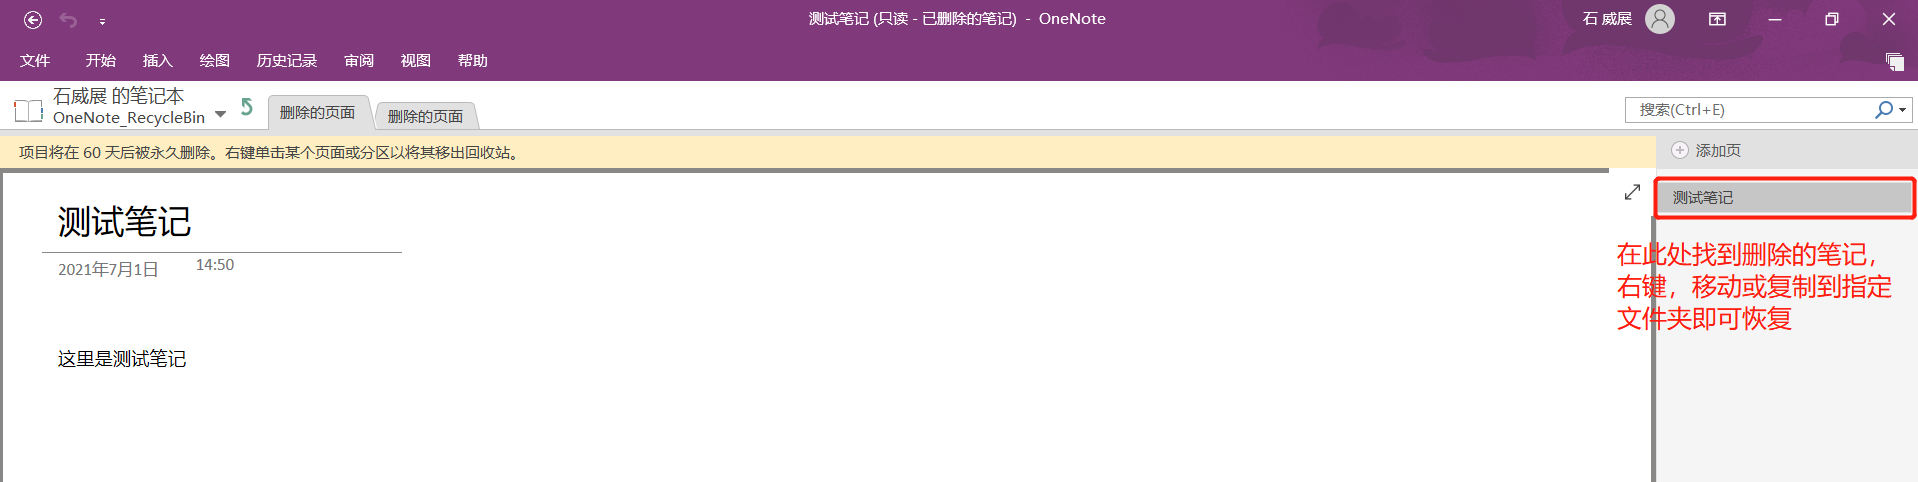 测试笔记 (只读 - 已删除的笔记) - OneNote
石 威展
文件 开始 插入 绘图 历史记录 审阅 视图 帮助
石威展 的笔记本
OneNote_RecycleBin
删除的页面
删除的页面
搜索(Ctrl+E)
项目将在 60 天后被永久删除。右键单击某个页面或分区以将其移出回收站。
添加页
测试笔记
测试笔记
2021年7月1日 14:50
在此处找到删除的笔记，
右键，移动或复制到指定
文件夹即可恢复
这里是测试笔记